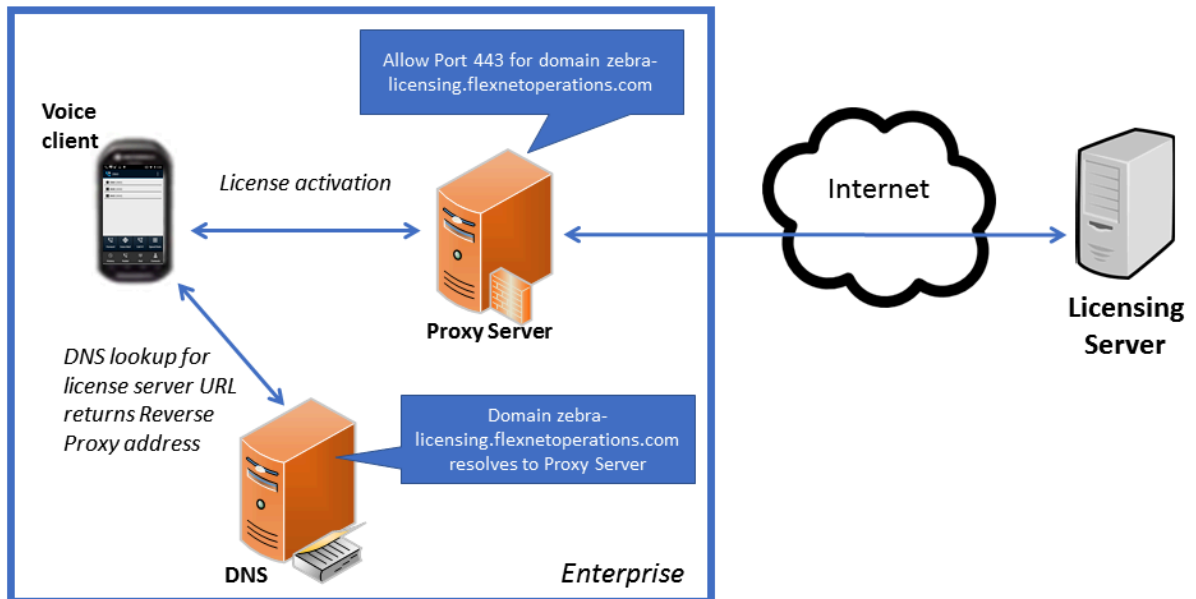 Allow Port 443 for domain zebra-
licensing.flexnetoperations.com
Voice
client
License activation
Internet
Proxy Server
Licensing
Server
DNS lookup for
license server URL
returns Reverse
Proxy address
Domain zebra-
licensing.flexnetoperations.com
resolves to Proxy Server
DNS
Enterprise